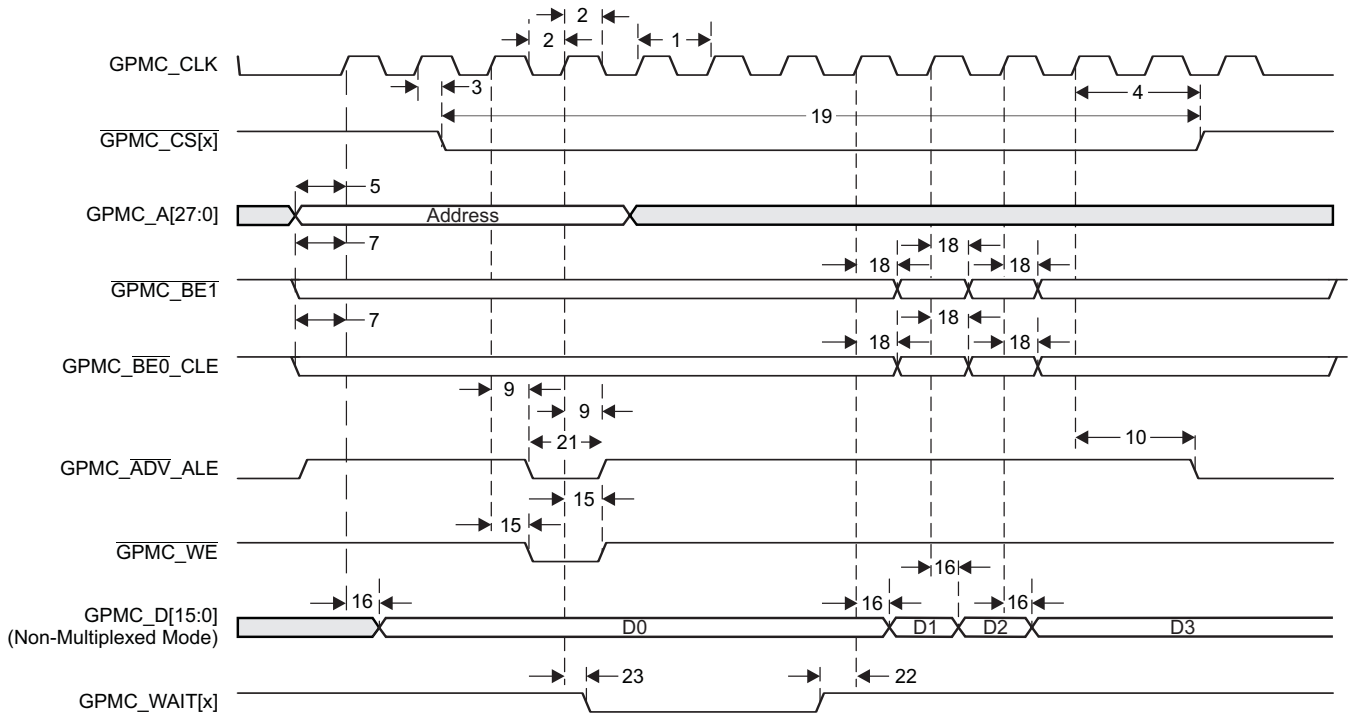 2
2
1
GPMC_CLK
3
4
19
GPMC_CS[x]
5
GPMC_A[27:0]
Address
7
18
18
18
GPMC_BE1
7
18
18
18
GPMC_BE0_CLE
9
9
21
10
GPMC_ADV_ALE
15
15
GPMC_WE
16
16
16
16
GPMC_D[15:0]
(Non-Multiplexed Mode)
D0
D1
D2
D3
23
22
GPMC_WAIT[x]